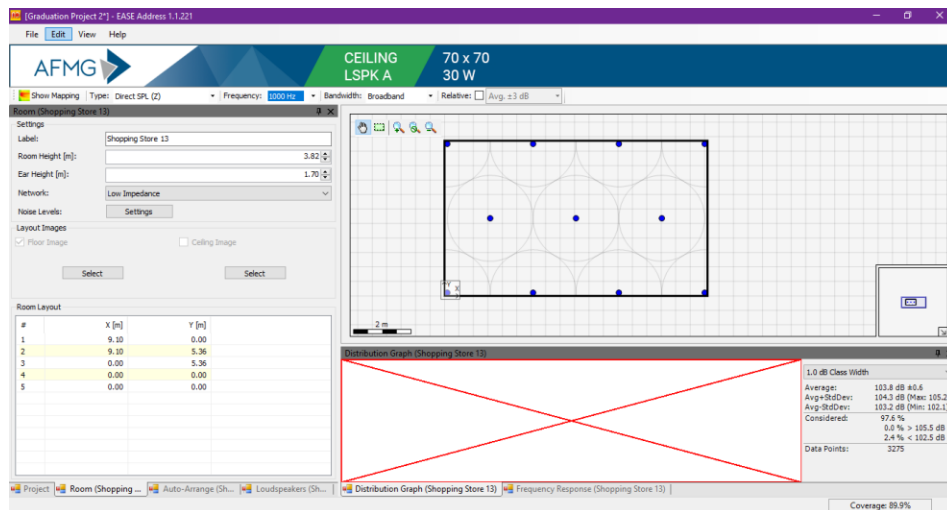 [Graduation Project 2*] - EASE Address 1.1.221
File Edit View Help
AFMG
CEILING LSPK A
70 x 70
30 W
Show Mapping Type: Direct SPL (Z) Frequency: 1000 Hz Bandwidth: Broadband Relative: Avg. ±3 dB
Room (Shopping Store 13)
Settings
Label: Shopping Store 13
Room Height [m]: 3.82
Ear Height [m]: 1.70
Network: Low Impedance
Noise Levels: Settings
Layout Images
Floor Image Ceiling Image
Select Select
Room Layout
# X [m] Y [m]
1 9.10 0.00
2 9.10 5.36
3 0.00 5.36
4 0.00 0.00
5 0.00 0.00
Y
X
2 m
Distribution Graph (Shopping Store 13)
1.0 dB Class Width
Average: 103.8 dB ±0.6
Avg+StdDev: 104.3 dB (Max: 105.2
Avg-StdDev: 103.2 dB (Min: 102.1)
Considered: 97.6 %
0.0 % > 105.5 dB
2.4 % < 102.5 dB
Data Points: 3275
Project Room (Shopping ... Auto-Arrange (Sh... Loudspeakers (Sh...
Distribution Graph (Shopping Store 13) Frequency Response (Shopping Store 13)
Coverage: 89.9%